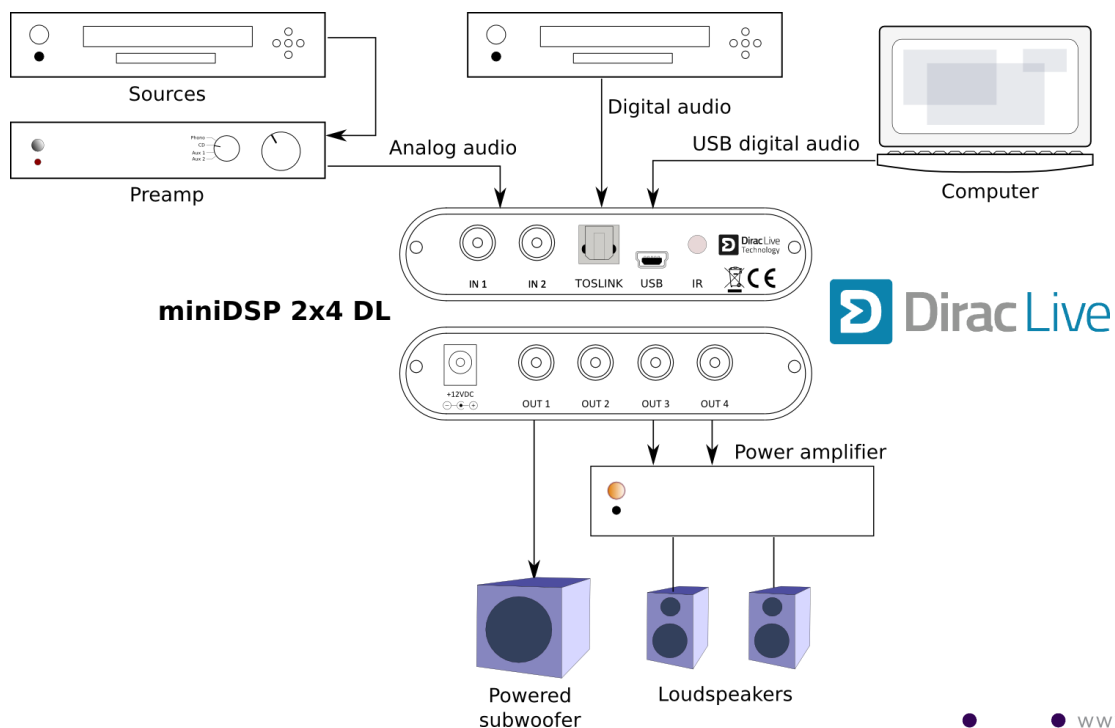 Sources
Digital audio
USB digital audio
Computer
Phono
CD
Aux 1
Aux 2
Analog audio
Preamp
IN 1
IN 2
TOSLINK
USB
IR
Dirac Live
Technology
CE
miniDSP 2x4 DL
Dirac Live
+12VDC
OUT 1
OUT 2
OUT 3
OUT 4
Power amplifier
Powered
subwoofer
Loudspeakers